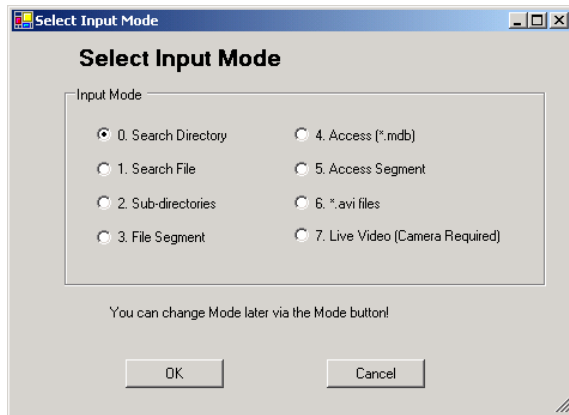 Select Input Mode
Select Input Mode
Input Mode
0. Search Directory
1. Search File
2. Sub-directories
3. File Segment
4. Access (*.mdb)
5. Access Segment
6. *.avi files
7. Live Video (Camera Required)
You can change Mode later via the Mode button!
OK
Cancel